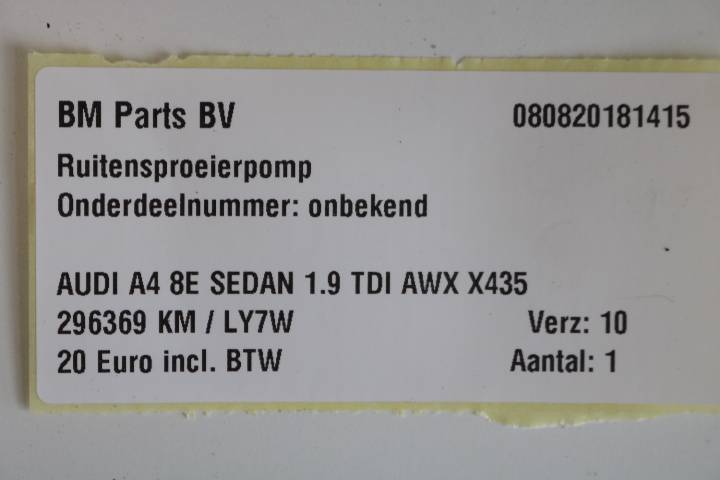 BM Parts BV 080820181415
Ruitensproeierpomp
Onderdeelnummer: onbekend
AUDI A4 8E SEDAN 1.9 TDI AWX X435
296369 KM / LY7W Verz: 10
20 Euro incl. BTW Aantal: 1